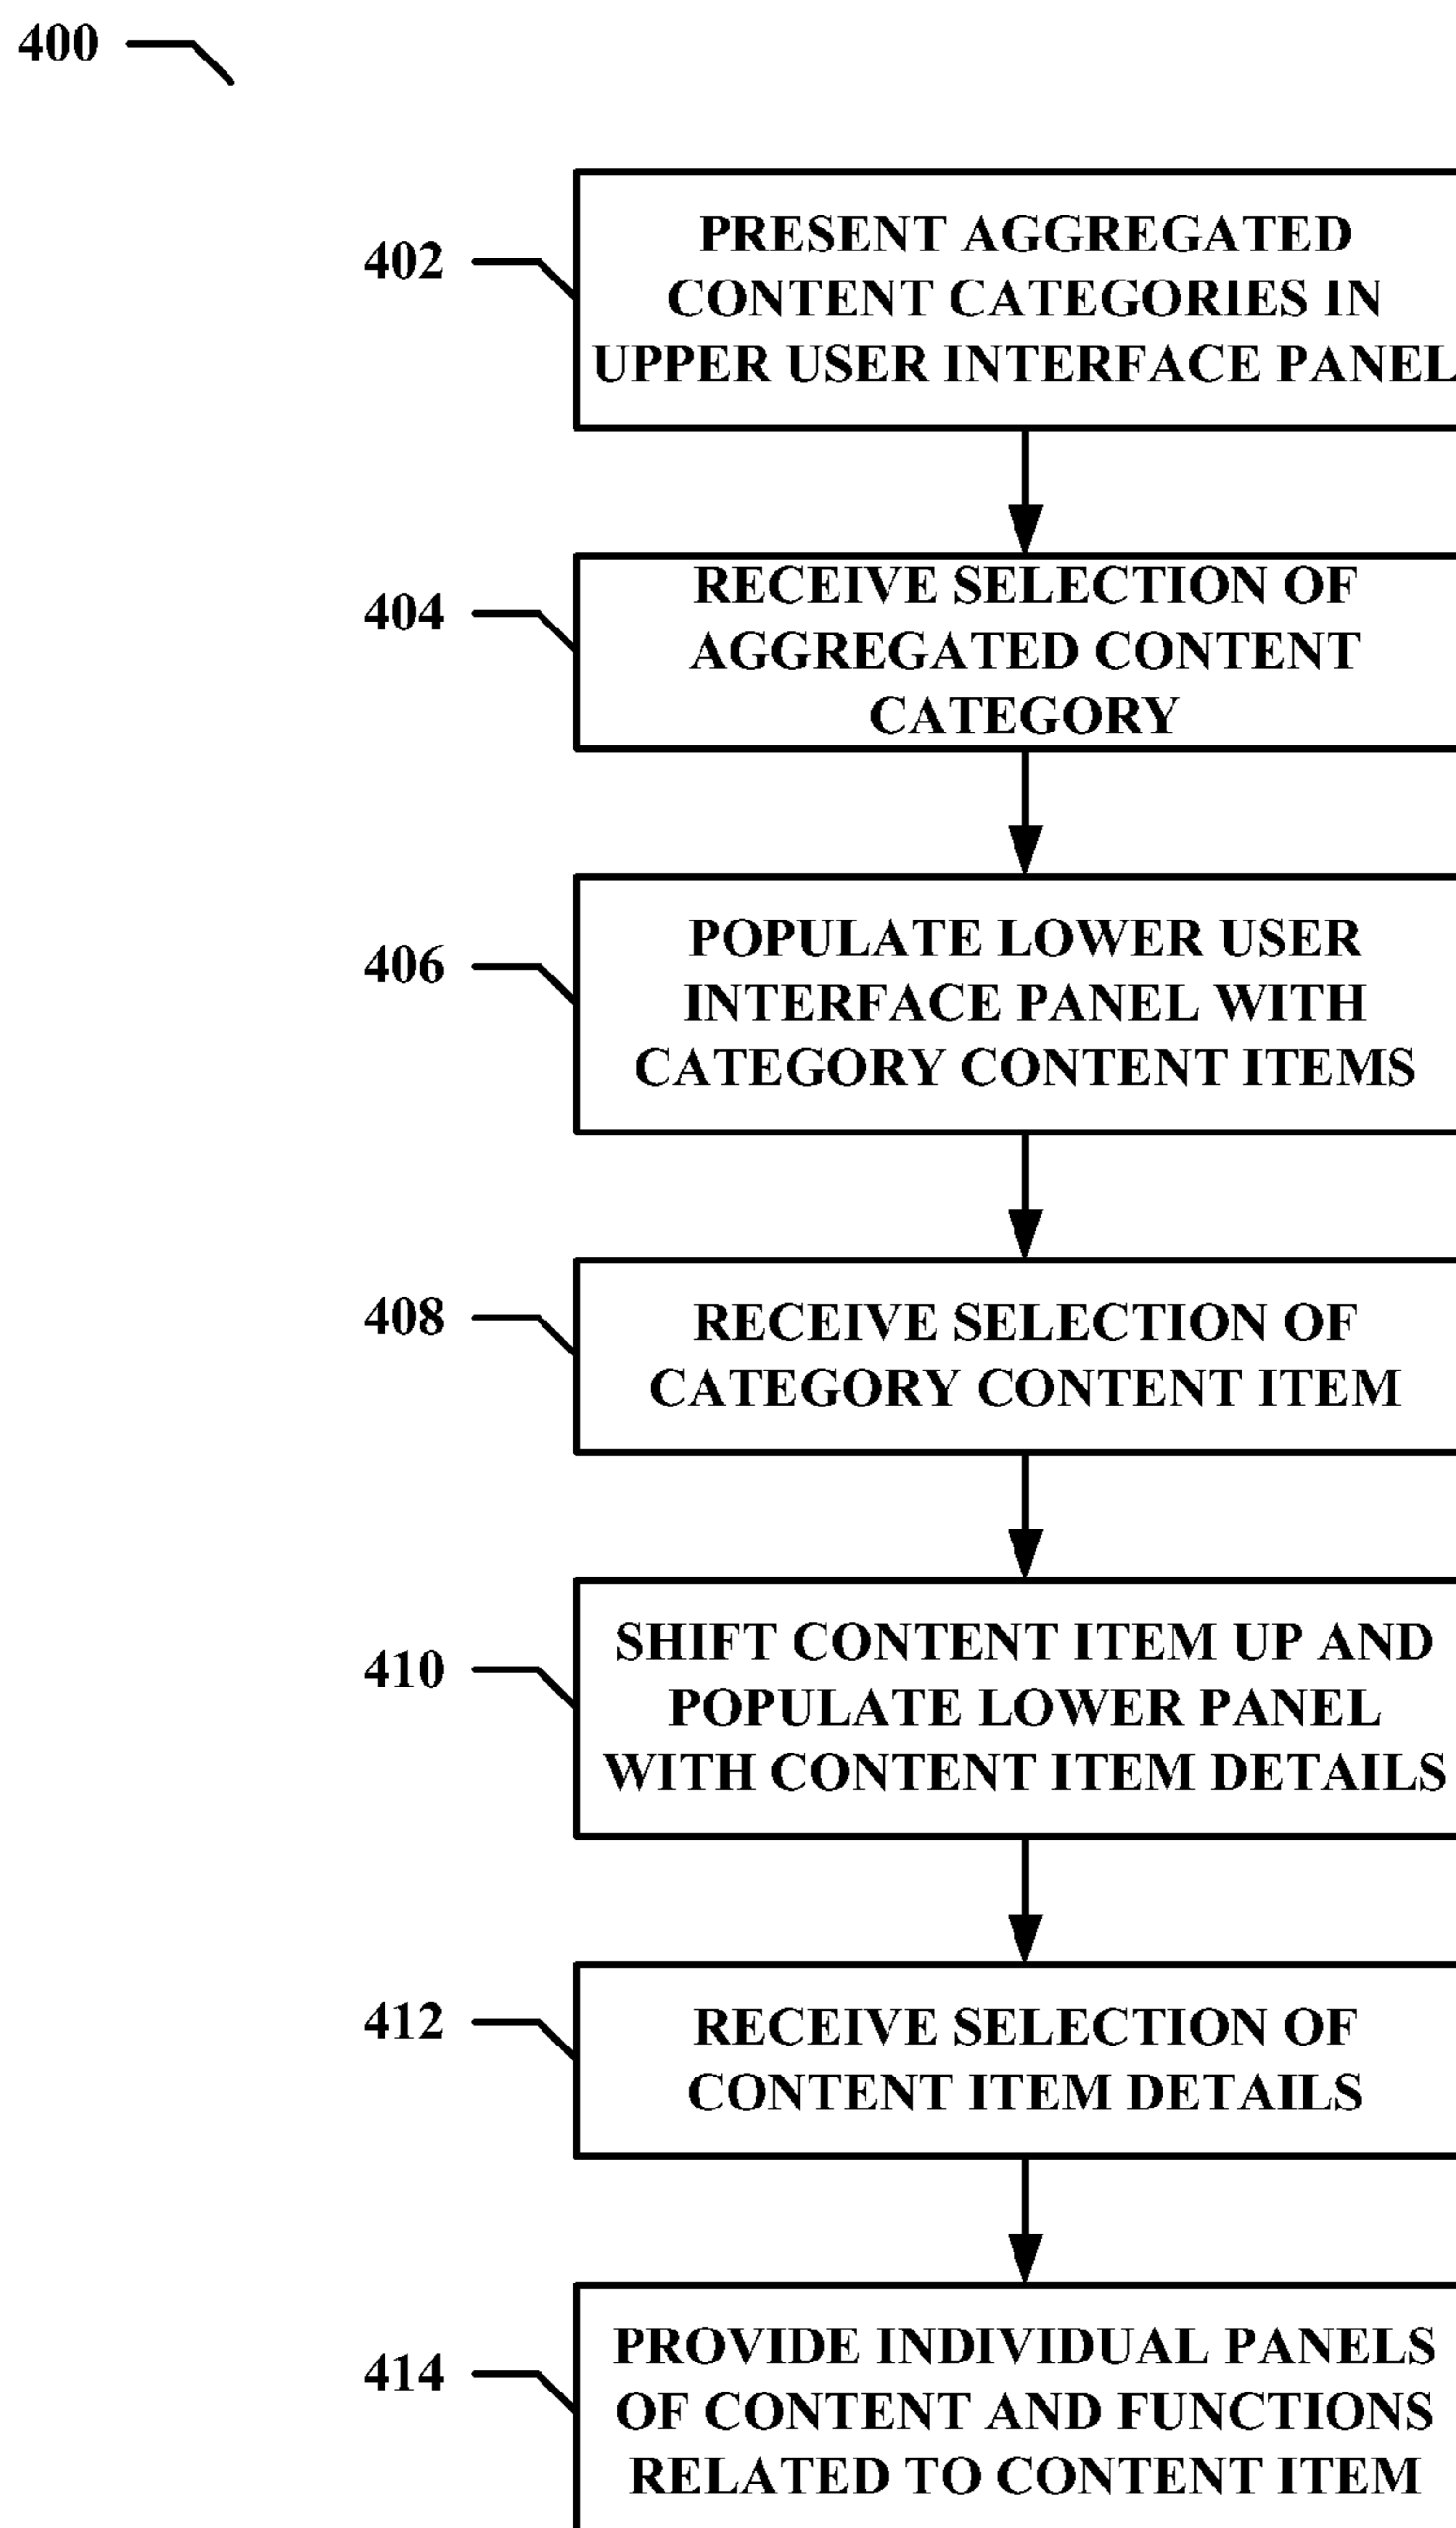 400
402
PRESENT AGGREGATED
CONTENT CATEGORIES IN
UPPER USER INTERFACE PANEL
404
RECEIVE SELECTION OF
AGGREGATED CONTENT
CATEGORY
406
POPULATE LOWER USER
INTERFACE PANEL WITH
CATEGORY CONTENT ITEMS
408
RECEIVE SELECTION OF
CATEGORY CONTENT ITEM
410
SHIFT CONTENT ITEM UP AND
POPULATE LOWER PANEL
WITH CONTENT ITEM DETAILS
412
RECEIVE SELECTION OF
CONTENT ITEM DETAILS
414
PROVIDE INDIVIDUAL PANELS
OF CONTENT AND FUNCTIONS
RELATED TO CONTENT ITEM